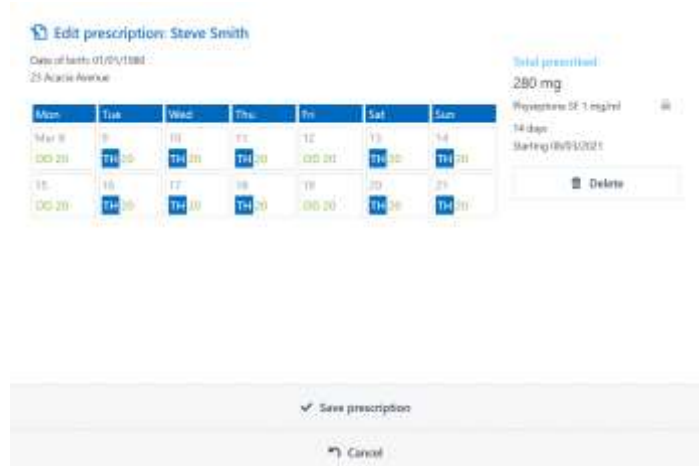 Edit prescription: Steve Smith
Date of birth: 01/01/1980
23 Acacia Avenue
Total prescribed
280 mg
Physeptone SF 1 mg/ml
14 days
Starting 08/03/2021
Delete
Mon Tue Wed Thu Fri Sat Sun
Mar 8 9 10 11 12 13 14
OD 20 TH 20 TH 20 TH 20 OD 20 TH 20 TH 20
15 16 17 18 19 20 21
OD 20 TH 20 TH 20 TH 20 OD 20 TH 20 TH 20
Save prescription
Cancel